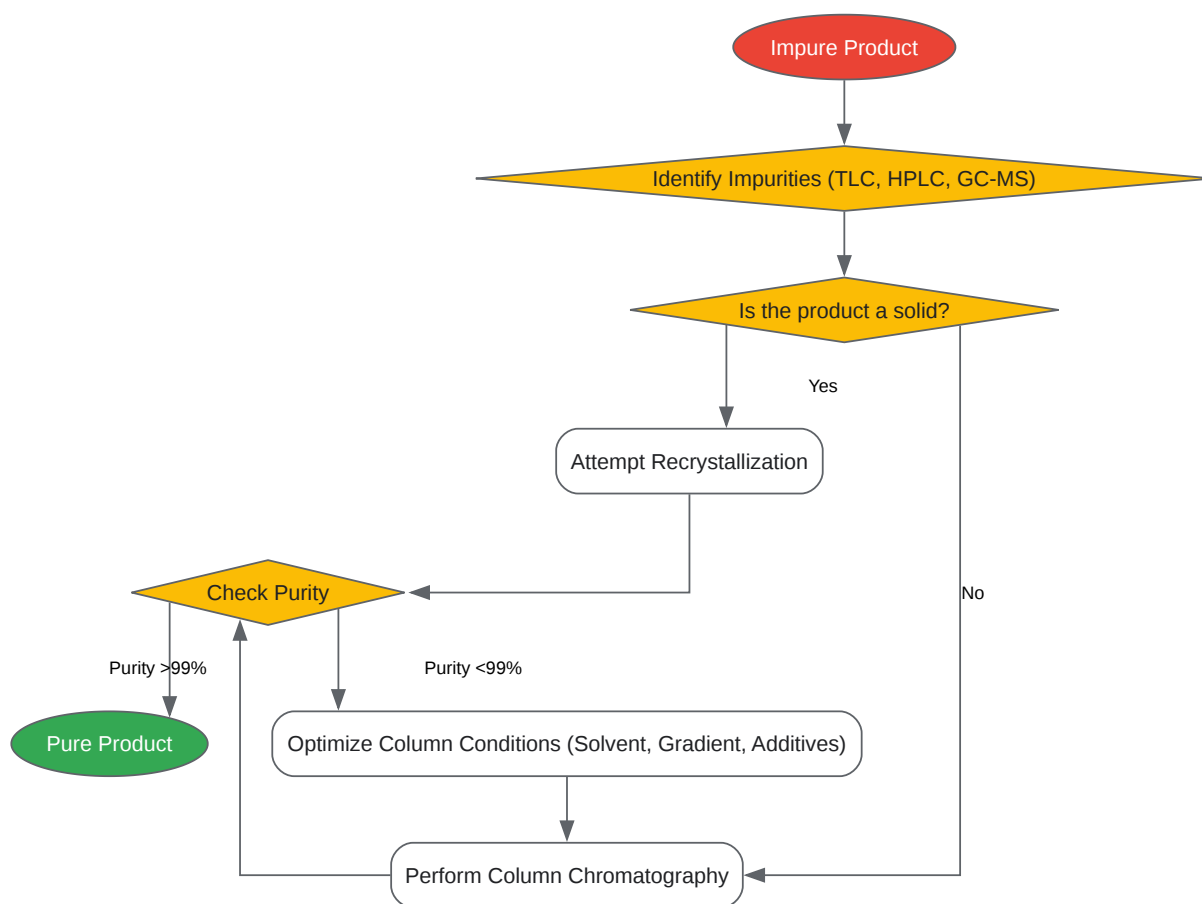 Impure Product
Identify Impurities (TLC, HPLC, GC-MS)
Is the product a solid?
Yes
Attempt Recrystallization
Check Purity
No
Purity >99%
Purity <99%
Pure Product
Optimize Column Conditions (Solvent, Gradient, Additives)
Perform Column Chromatography